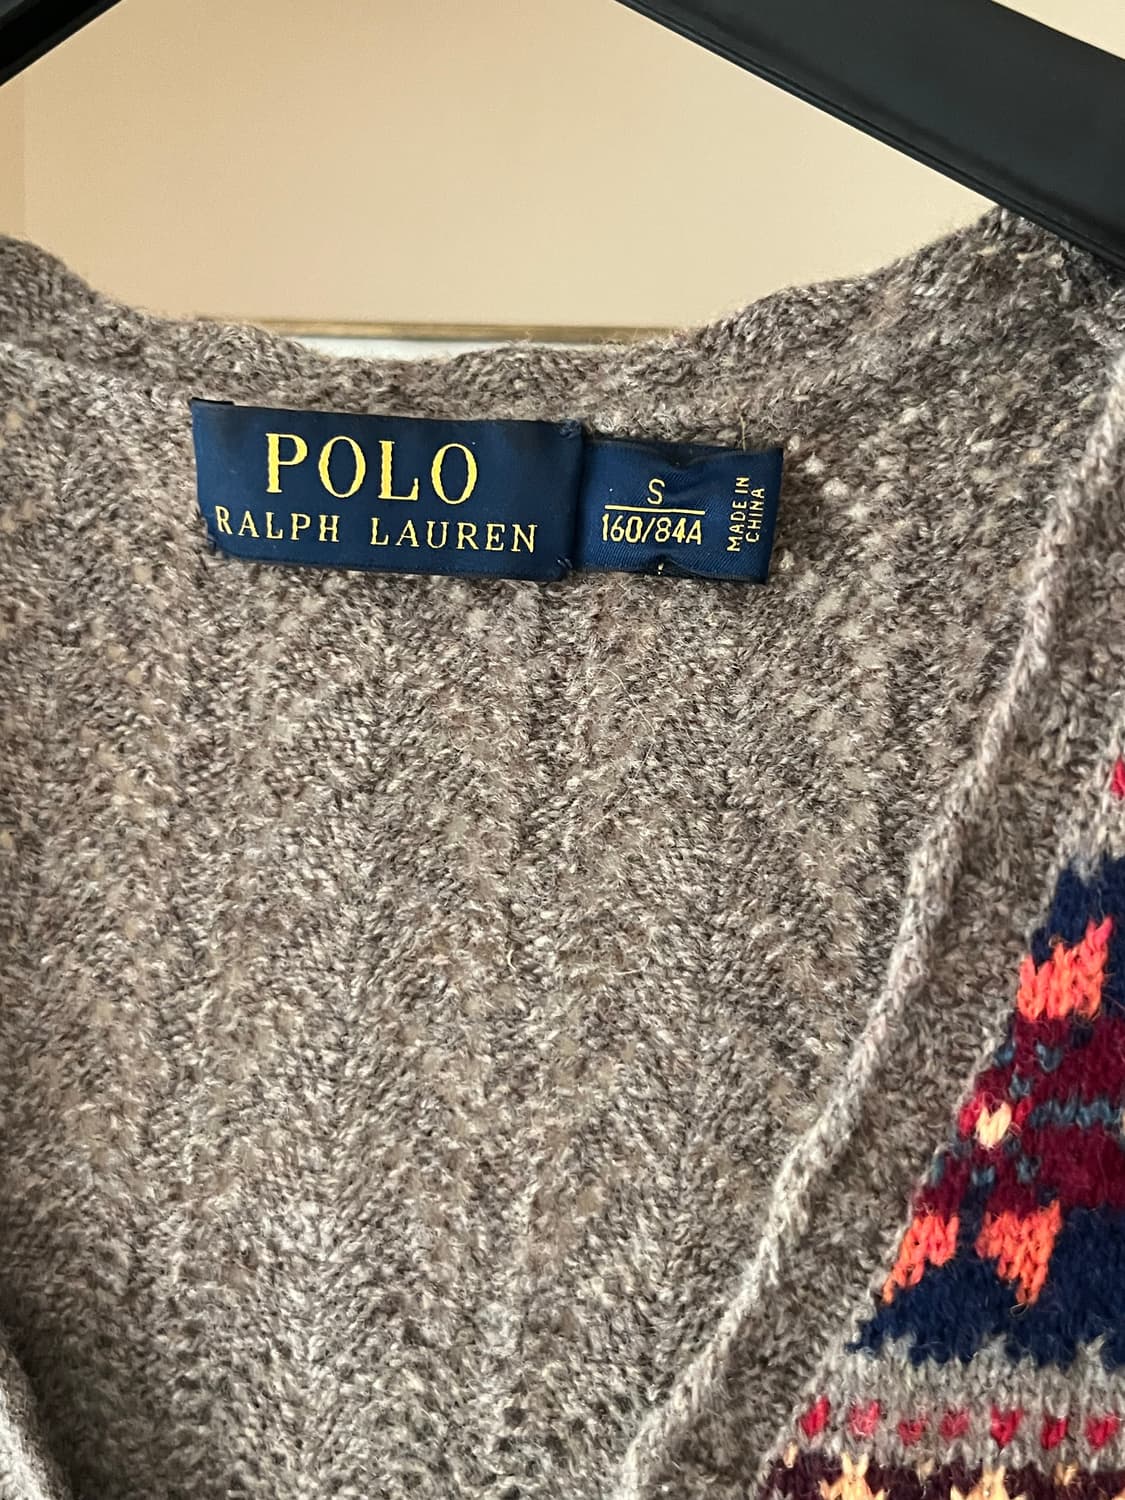 POLO
RALPH LAUREN
S
160/84A
MADE IN
CHINA